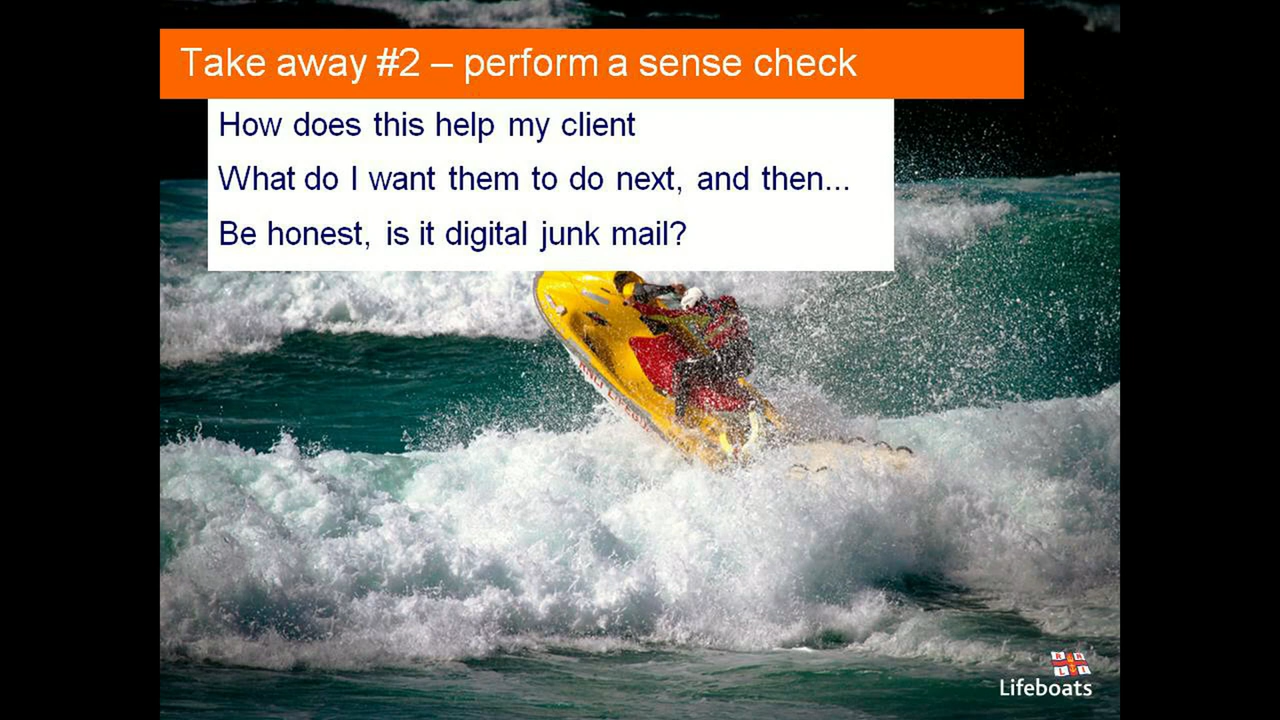 Take away #2 – perform a sense check
How does this help my client
What do I want them to do next, and then...
Be honest, is it digital junk mail?
RNLI
Lifeboats